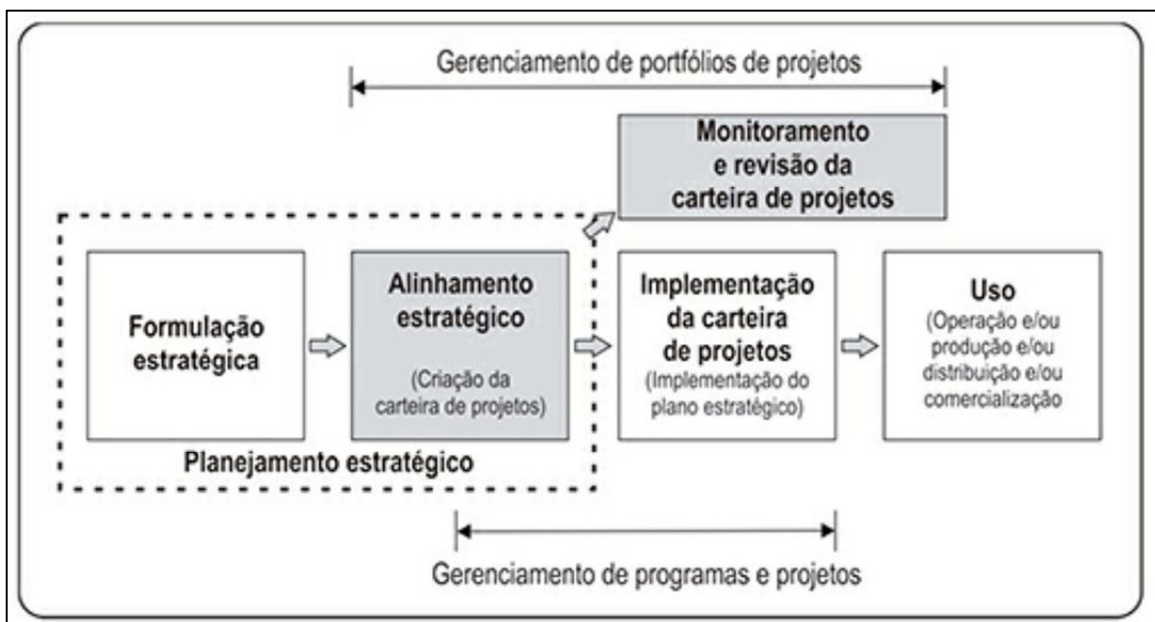 Gerenciamento de portfólios de projetos
Monitoramento
e revisão da
carteira de projetos
Formulação
estratégica
Alinhamento
estratégico
(Criação da
carteira de projetos)
Implementação
da carteira
de projetos
(Implementação do
plano estratégico)
Uso
(Operação e/ou
produção e/ou
distribuição e/ou
comercialização
Planejamento estratégico
Gerenciamento de programas e projetos